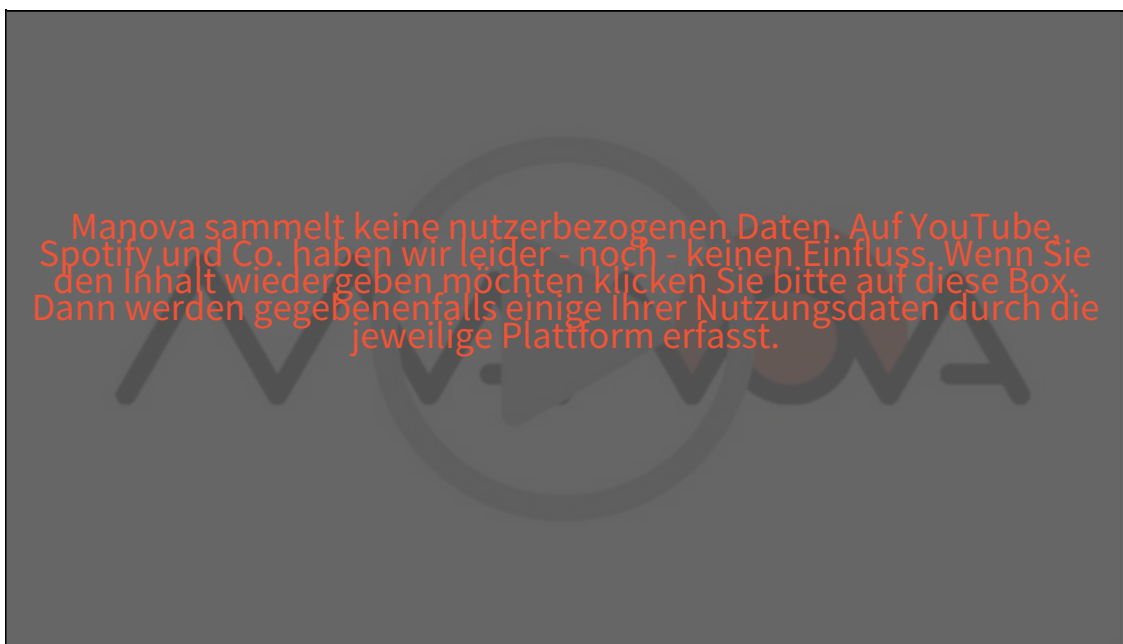 Manova sammelt keine nutzerbezogenen Daten. Auf YouTube,
Spotify und Co. haben wir leider - noch - keinen Einfluss. Wenn Sie
den Inhalt wiedergeben möchten klicken Sie bitte auf diese Box.
Dann werden gegebenenfalls einige Ihrer Nutzungsdaten durch die
jeweilige Plattform erfasst.
MANOVA